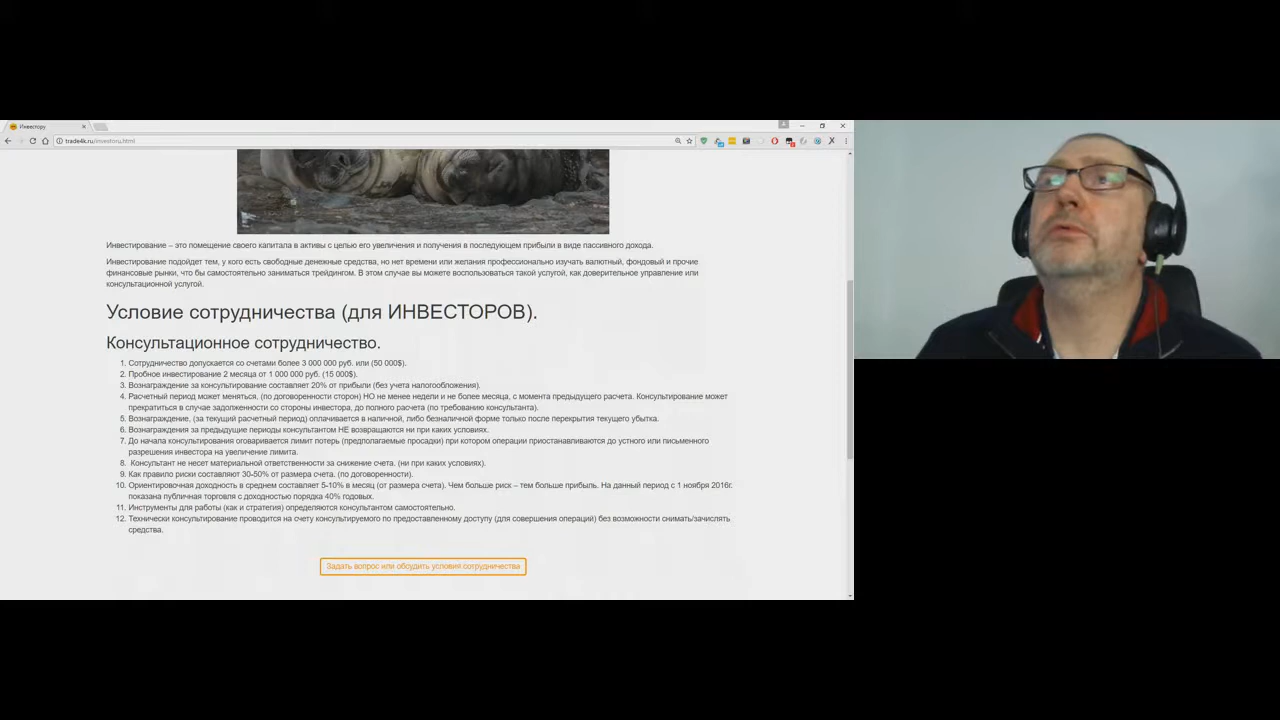 Инвестору
trade4k.ru/investiru.html
Инвестирование – это помещение своего капитала в активы с целью его увеличения и получения в последующем прибыли в виде пассивного дохода.
Инвестирование подойдет тем, у кого есть свободные денежные средства, но нет времени или желания профессионально изучать валютный, фондовый и прочие
финансовые рынки, что бы самостоятельно заниматься трейдингом. В этом случае вы можете воспользоваться такой услугой, как доверительное управление или
консультационной услугой.
Условие сотрудничества (для ИНВЕСТОРОВ).
Консультационное сотрудничество.
1. Сотрудничество допускается со счетами более 3 000 000 руб. или (50 000$).
2. Пробное инвестирование 2 месяца от 1 000 000 руб. (15 000$).
3. Вознаграждение за консультирование составляет 20% от прибыли (без учета налогообложения).
4. Расчетный период может меняться, (по договоренности сторон) НО не менее недели и не более месяца, с момента предыдущего расчета. Консультирование может
прекратиться в случае задолженности со стороны инвестора, до полного расчета (по требованию консультанта).
5. Вознаграждение, (за текущий расчетный период) оплачивается в наличной, либо безналичной форме только после перекрытия текущего убытка.
6. Вознаграждения за предыдущие периоды консультантом НЕ возвращаются ни при каких условиях.
7. До начала консультирования оговаривается лимит потерь (предполагаемые просадки) при котором операции приостанавливаются до устного или письменного
разрешения инвестора на увеличение лимита.
8. Консультант не несет материальной ответственности за снижение счета. (ни при каких условиях).
9. Как правило риски составляют 30-50% от размера счета. (по договоренности).
10. Ориентировочная доходность в среднем составляет 5-10% в месяц (от размера счета). Чем больше риск – тем больше прибыль. На данный период с 1 ноября 2016г.
показана публичная торговля с доходностью порядка 40% годовых.
11. Инструменты для работы (как и стратегия) определяются консультантом самостоятельно.
12. Технически консультирование проводится на счету консультируемого по предоставленному доступу (для совершения операций) без возможности снимать/зачислять
средства.
Задать вопрос или обсудить условия сотрудничества